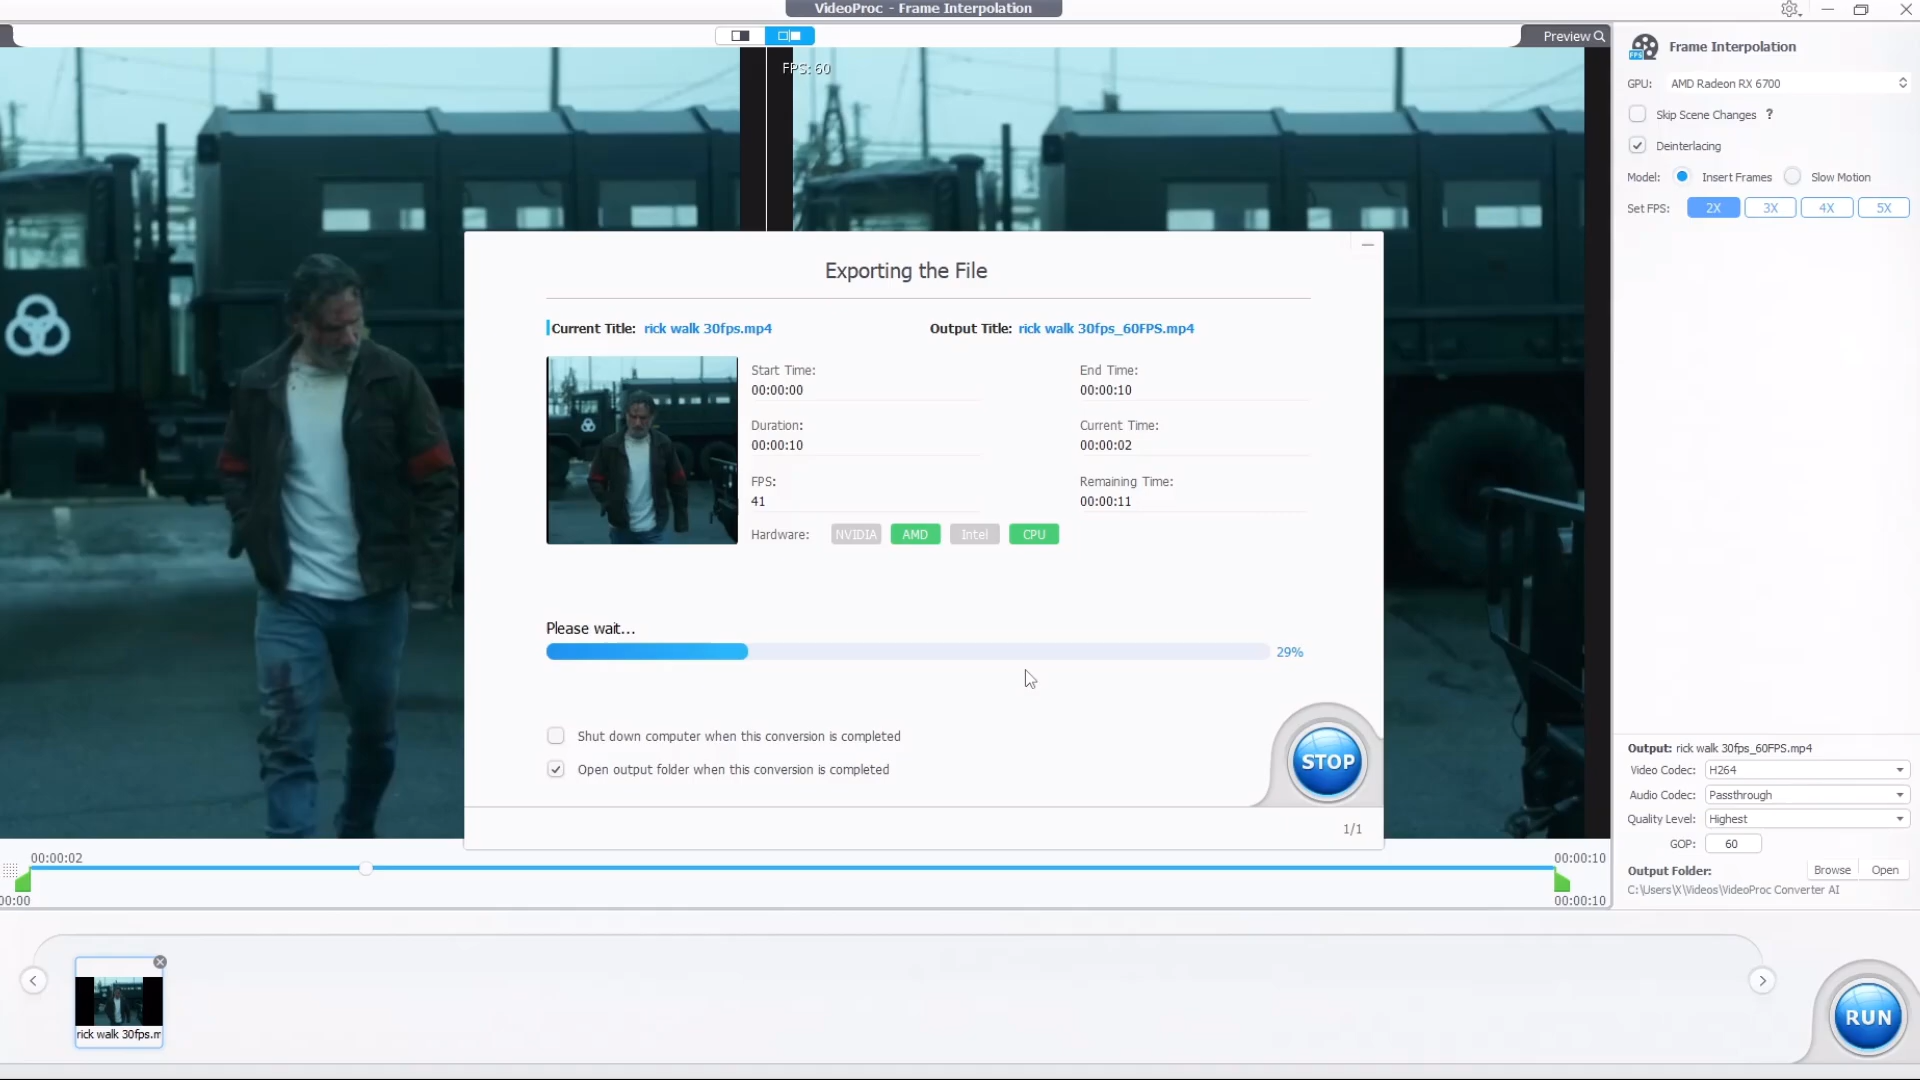 VideoProc - Frame Interpolation
Preview
FPS: 60
Frame Interpolation
FPS
GPU: AMD Radeon RX 6700
Skip Scene Changes ?
Deinterlacing
Model: Insert Frames Slow Motion
Set FPS: 2X 3X 4X 5X
Exporting the File
Current Title: rick walk 30fps.mp4
Output Title: rick walk 30fps_60FPS.mp4
Start Time:
00:00:00
End Time:
00:00:10
Duration:
00:00:10
Current Time:
00:00:02
FPS:
41
Remaining Time:
00:00:11
Hardware: NVIDIA AMD Intel CPU
Please wait...
29%
Shut down computer when this conversion is completed
Open output folder when this conversion is completed
STOP
1/1
Output: rick walk 30fps_60FPS.mp4
Video Codec: H264
Audio Codec: Passthrough
Quality Level: Highest
GOP: 60
Output Folder: Browse Open
C:\Users\X\Videos\VideoProc Converter AI
00:00:02
00:00:10
00:00
00:00:10
rick walk 30fps.m
RUN